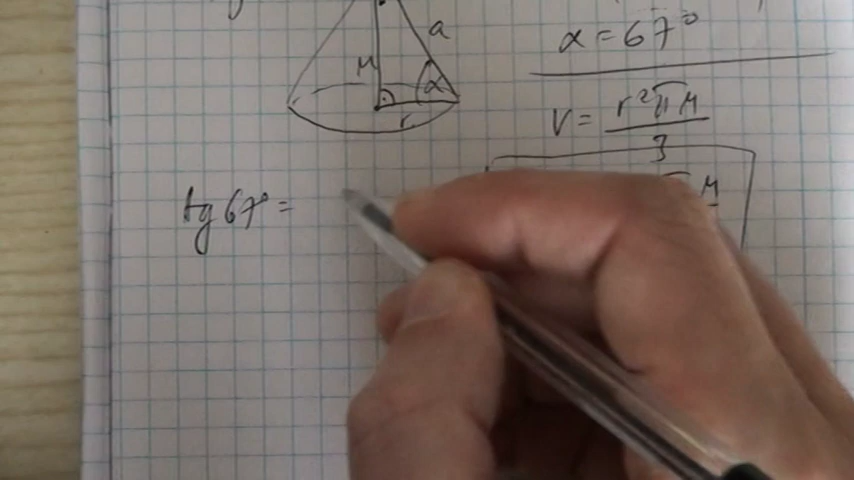 a
α = 67°
M
α
r
V = r²πM / 3
M
tg 67° =